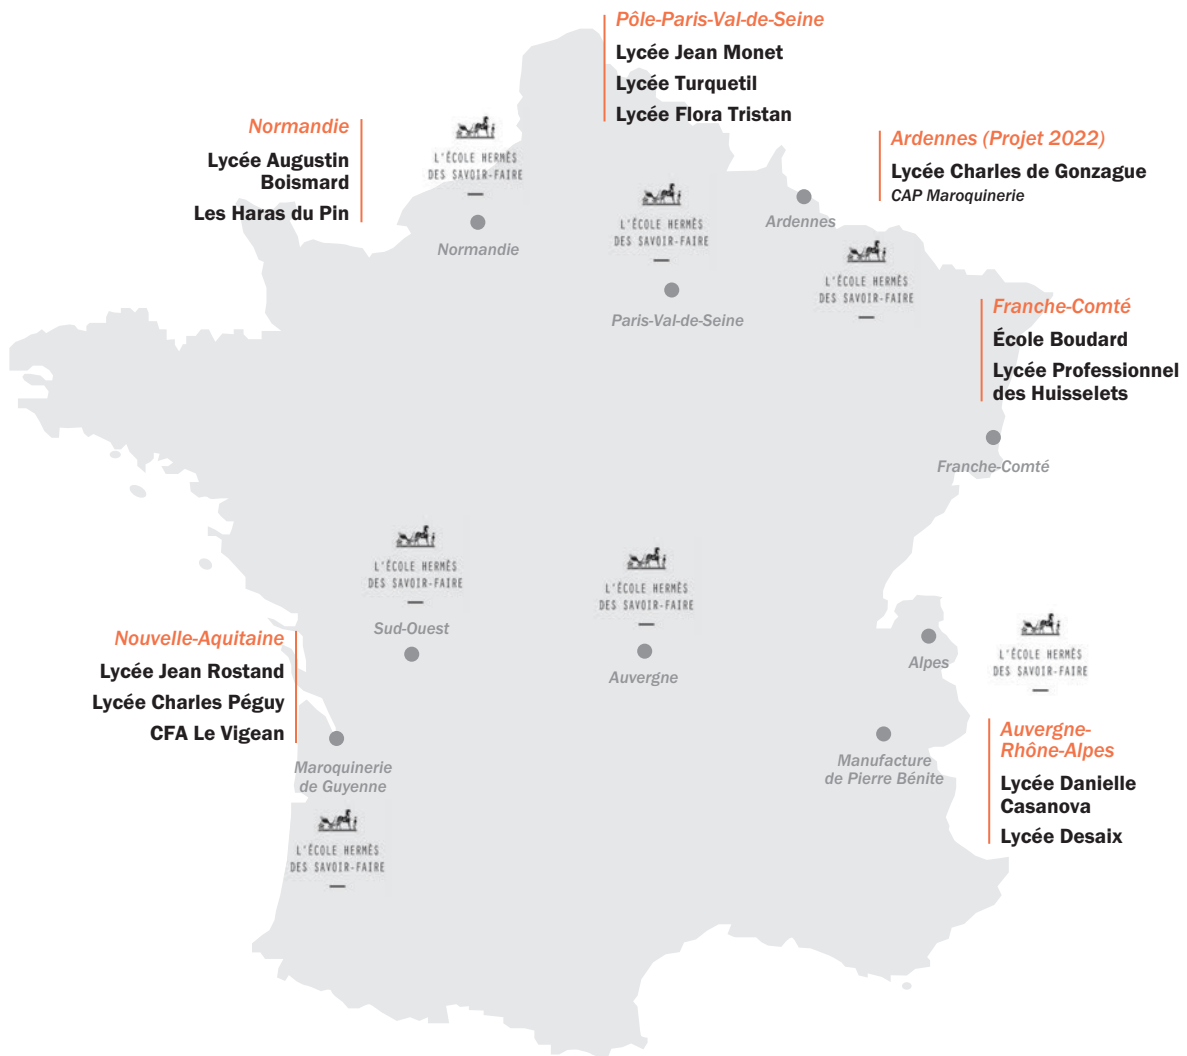 Pôle-Paris-Val-de-Seine
Lycée Jean Monet
Lycée Turquetil
Lycée Flora Tristan
Normandie
Lycée Augustin
Boismard
Les Haras du Pin
L'ÉCOLE HERMÈS
DES SAVOIR-FAIRE
Normandie
Ardennes (Projet 2022)
Lycée Charles de Gonzague
CAP Maroquinerie
L'ÉCOLE HERMÈS
DES SAVOIR-FAIRE
Paris-Val-de-Seine
Ardennes
L'ÉCOLE HERMÈS
DES SAVOIR-FAIRE
Franche-Comté
École Boudard
Lycée Professionnel
des Huisselets
Franche-Comté
L'ÉCOLE HERMÈS
DES SAVOIR-FAIRE
Sud-Ouest
L'ÉCOLE HERMÈS
DES SAVOIR-FAIRE
Auvergne
Nouvelle-Aquitaine
Lycée Jean Rostand
Lycée Charles Péguy
CFA Le Vigean
Maroquinerie
de Guyenne
L'ÉCOLE HERMÈS
DES SAVOIR-FAIRE
Alpes
L'ÉCOLE HERMÈS
DES SAVOIR-FAIRE
Manufacture
de Pierre Bénite
Auvergne-
Rhône-Alpes
Lycée Danielle
Casanova
Lycée Desaix